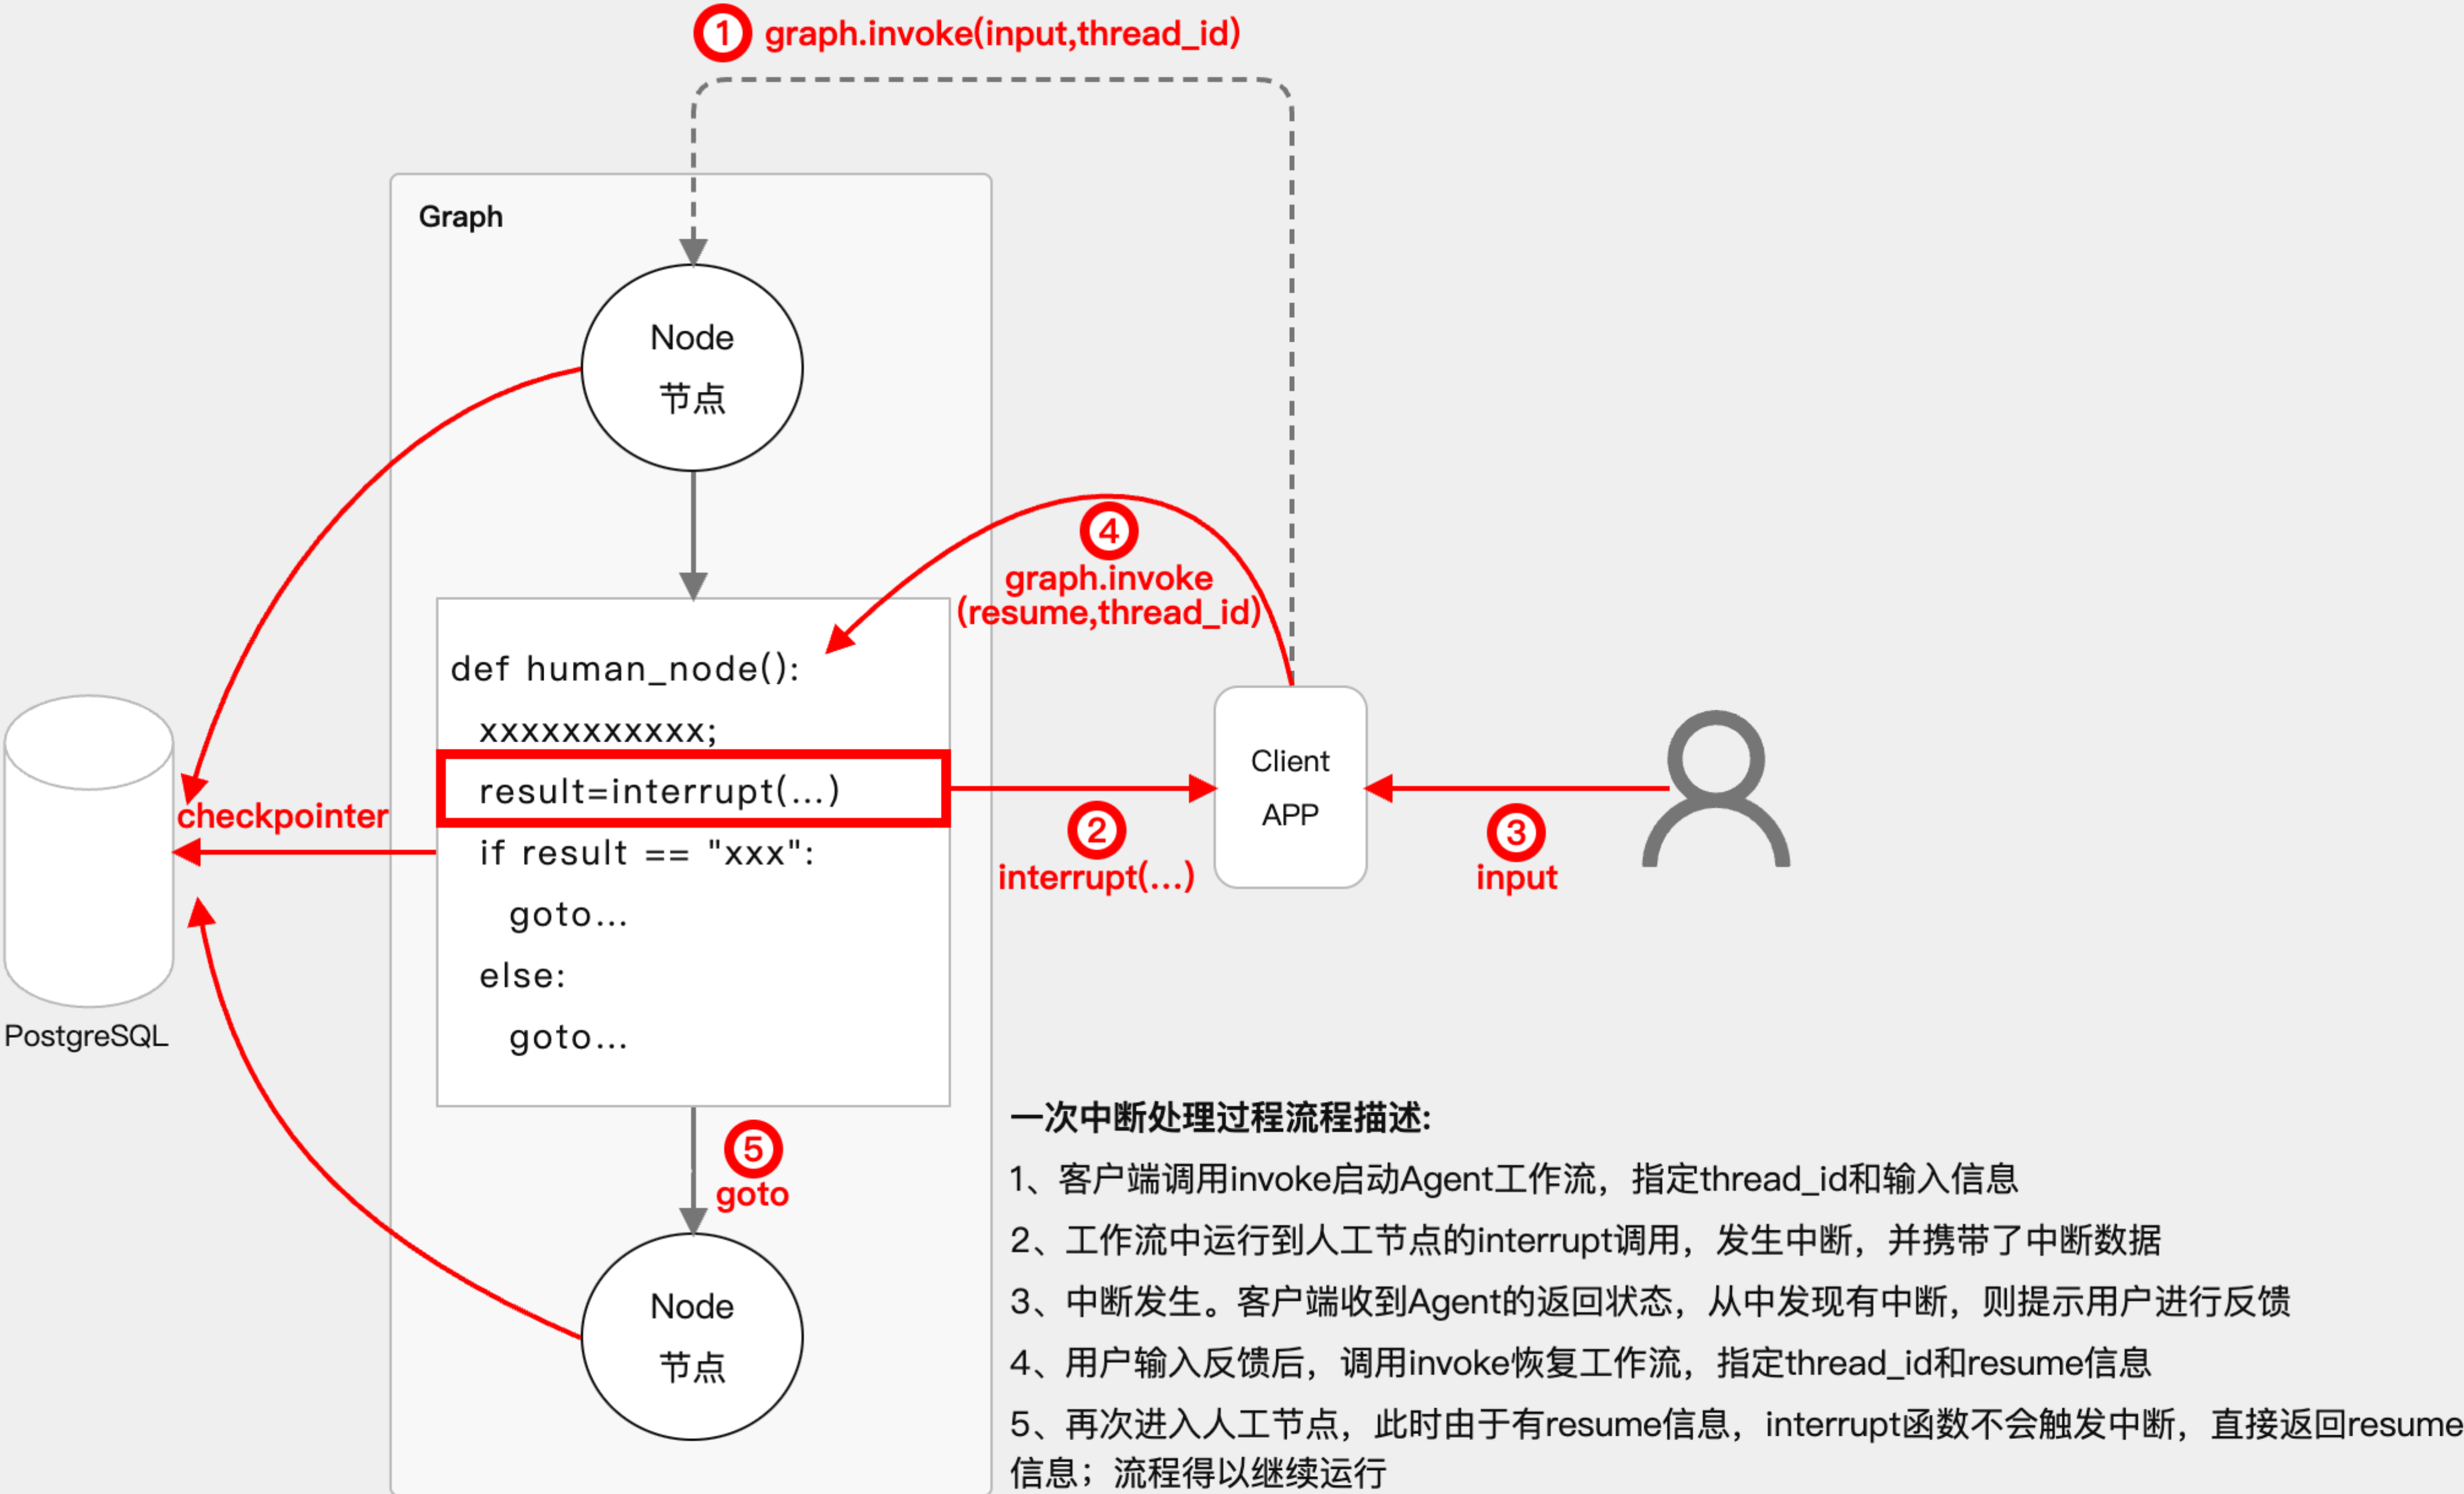 ① graph.invoke(input,thread_id)
Graph
Node
节点
④
graph.invoke
(resume,thread_id)
def human_node():
xxxxxxxxxxx;
result=interrupt(...)
if result == "xxx":
goto...
else:
goto...
checkpointer
PostgreSQL
②
interrupt(...)
Client
APP
③
input
⑤
goto
Node
节点
一次中断处理过程流程描述:
1、客户端调用invoke启动Agent工作流，指定thread_id和输入信息
2、工作流中运行到人工节点的interrupt调用，发生中断，并携带了中断数据
3、中断发生。客户端收到Agent的返回状态，从中发现有中断，则提示用户进行反馈
4、用户输入反馈后，调用invoke恢复工作流，指定thread_id和resume信息
5、再次进入人工节点，此时由于有resume信息，interrupt函数不会触发中断，直接返回resume
信息；流程得以继续运行